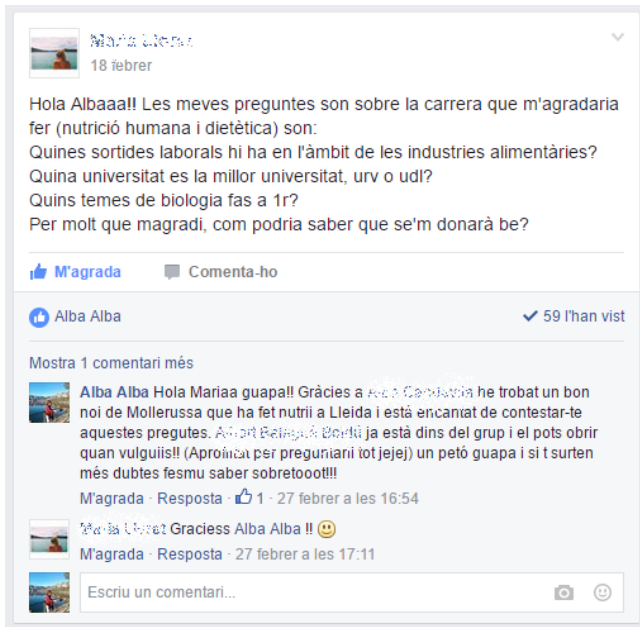 18 febrer
Hola Albaaa!! Les meves preguntes son sobre la carrera que m'agradaria
fer (nutrició humana i dietètica) son:
Quines sortides laborals hi ha en l'àmbit de les industries alimentàries?
Quina universitat es la millor universitat, urv o udl?
Quins temes de biologia fas a 1r?
Per molt que magradi, com podria saber que se'm donarà be?
M'agrada Comenta-ho
Alba Alba 59 l'han vist
Mostra 1 comentari més
Alba Alba Hola Mariaa guapa!! Gràcies a he trobat un bon
noi de Mollerussa que ha fet nutrii a Lleida i està encantat de contestar-te
aquestes pregutes. ja està dins del grup i el pots obrir
quan vulguiis!! (Aprofitat per preguntarli tot jejej) un petó guapa i si t surten
més dubtes fesmu saber sobretooot!!!
M'agrada · Resposta · 1 · 27 febrer a les 16:54
Graciess Alba Alba !!
M'agrada · Resposta · 27 febrer a les 17:11
Escriu un comentari...